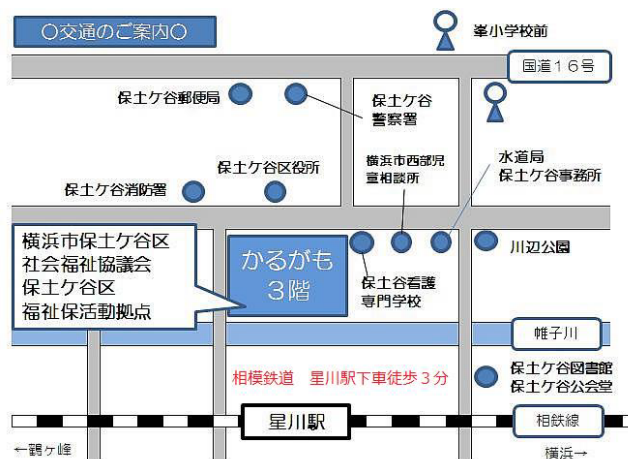 〇交通のご案内〇
峯小学校前
国道16号
保土ケ谷郵便局
保土ケ谷
警察署
横浜市西部児
童相談所
水道局
保土ケ谷事務所
保土ケ谷区役所
保土ケ谷消防署
横浜市保土ケ谷区
社会福祉協議会
保土ケ谷区
福祉保活動拠点
かるがも
3階
保土谷看護
専門学校
川辺公園
帷子川
相模鉄道 星川駅下車徒歩3分
保土ケ谷図書館
保土ケ谷公会堂
星川駅
相鉄線
←鶴ヶ峰
横浜→